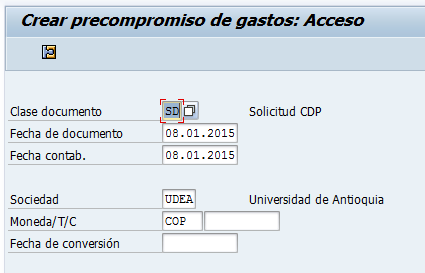 Crear precompromiso de gastos: Acceso
Clase documento SD Solicitud CDP
Fecha de documento 08.01.2015
Fecha contab. 08.01.2015
Sociedad UDEA Universidad de Antioquia
Moneda/T/C COP
Fecha de conversión